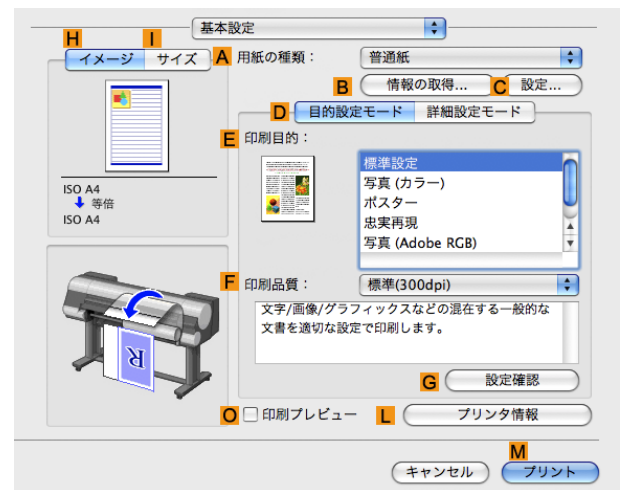 基本設定
H I
イメージ サイズ
A 用紙の種類： 普通紙
B 情報の取得... C 設定...
D 目的設定モード 詳細設定モード
E 印刷目的：
標準設定
写真 (カラー)
ポスター
忠実再現
写真 (Adobe RGB)
ISO A4
等倍
ISO A4
F 印刷品質： 標準(300dpi)
文字/画像/グラフィックスなどの混在する一般的な
文書を適切な設定で印刷します。
R
G 設定確認
O 印刷プレビュー L プリンタ情報
M
キャンセル プリント